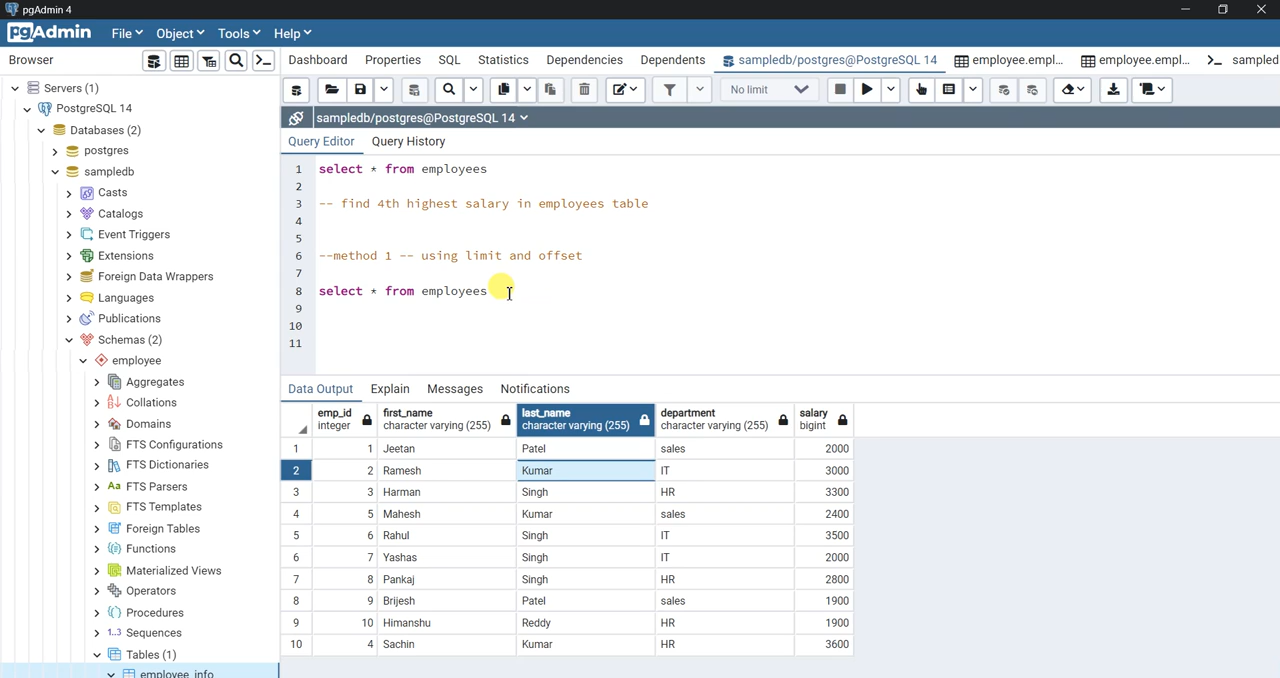 pgAdmin 4
pgAdmin File Object Tools Help
Browser
Dashboard Properties SQL Statistics Dependencies Dependents sampledb/postgres@PostgreSQL 14 employee.empl... employee.empl... sampled
No limit
sampledb/postgres@PostgreSQL 14
Query Editor Query History
Servers (1)
PostgreSQL 14
Databases (2)
postgres
sampledb
Casts
Catalogs
Event Triggers
Extensions
Foreign Data Wrappers
Languages
Publications
Schemas (2)
employee
Aggregates
Collations
Domains
FTS Configurations
FTS Dictionaries
FTS Parsers
FTS Templates
Foreign Tables
Functions
Materialized Views
Operators
Procedures
Sequences
Tables (1)
employee_info
1 select * from employees
2
3 -- find 4th highest salary in employees table
4
5
6 --method 1 -- using limit and offset
7
8 select * from employees
9
10
11
Data Output Explain Messages Notifications
emp_id first_name last_name department salary
integer character varying (255) character varying (255) character varying (255) bigint
1 1 Jeetan Patel sales 2000
2 2 Ramesh Kumar IT 3000
3 3 Harman Singh HR 3300
4 5 Mahesh Kumar sales 2400
5 6 Rahul Singh IT 3500
6 7 Yashas Singh IT 2000
7 8 Pankaj Singh HR 2800
8 9 Brijesh Patel sales 1900
9 10 Himanshu Reddy HR 1900
10 4 Sachin Kumar HR 3600